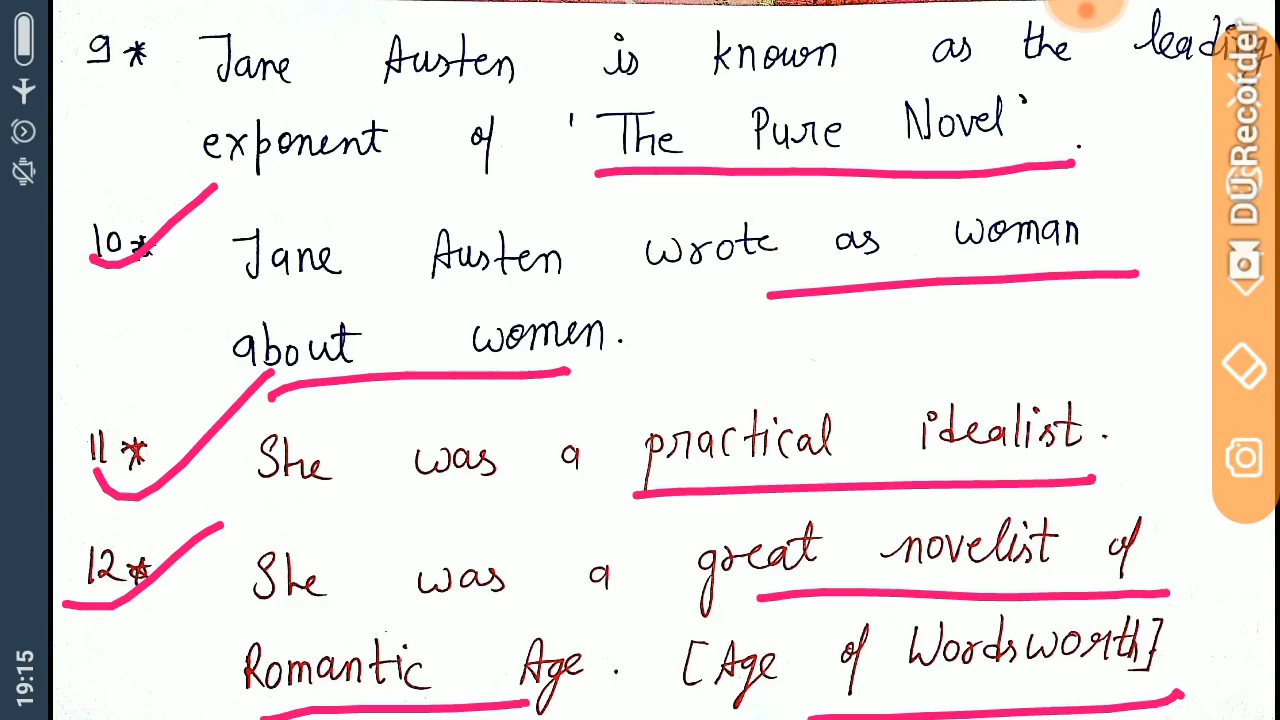 9* Jane Austen is known as the leading
exponent of 'The Pure Novel'.
10* Jane Austen wrote as woman
about women.
11* She was a practical idealist.
12* She was a great novelist of
Romantic Age. [Age of Wordsworth]
DU Recorder
19:15